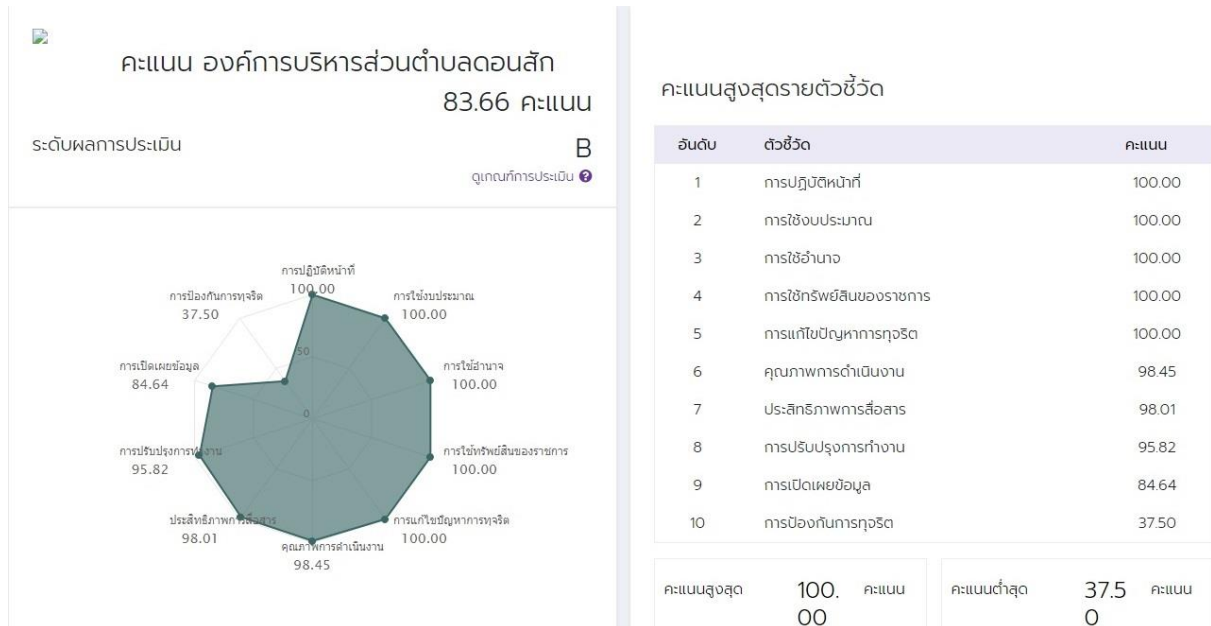 คะแนน องค์การบริหารส่วนตำบลดอนสัก
83.66 คะแนน
ระดับผลการประเมิน
B
ดูเกณฑ์การประเมิน
การปฏิบัติหน้าที่
100.00
การป้องกันการทุจริต
37.50
การใช้งบประมาณ
100.00
50
การเปิดเผยข้อมูล
84.64
การใช้อำนาจ
100.00
0
การปรับปรุงการทำงาน
95.82
การใช้ทรัพย์สินของราชการ
100.00
ประสิทธิภาพการสื่อสาร
98.01
การแก้ไขปัญหาการทุจริต
100.00
คุณภาพการดำเนินงาน
98.45
คะแนนสูงสุดรายตัวชี้วัด
อันดับ ตัวชี้วัด คะแนน
1 การปฏิบัติหน้าที่ 100.00
2 การใช้งบประมาณ 100.00
3 การใช้อำนาจ 100.00
4 การใช้ทรัพย์สินของราชการ 100.00
5 การแก้ไขปัญหาการทุจริต 100.00
6 คุณภาพการดำเนินงาน 98.45
7 ประสิทธิภาพการสื่อสาร 98.01
8 การปรับปรุงการทำงาน 95.82
9 การเปิดเผยข้อมูล 84.64
10 การป้องกันการทุจริต 37.50
คะแนนสูงสุด 100. คะแนน
00
คะแนนต่ำสุด 37.5 คะแนน
0